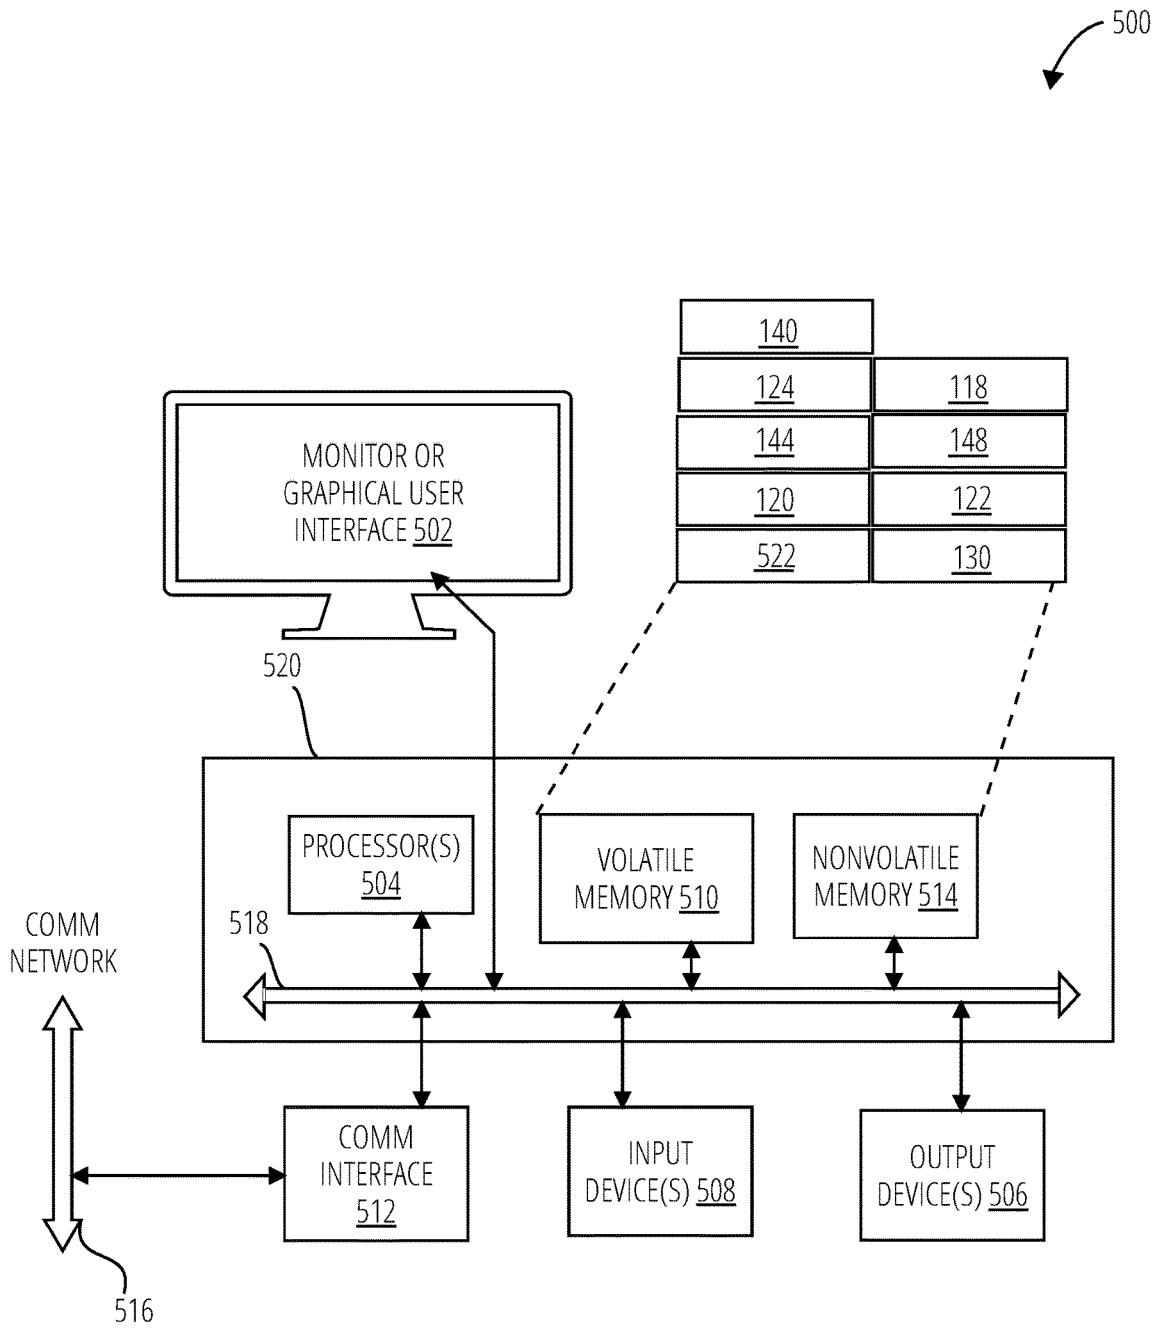 500
140
124
118
144
148
120
122
522
130
MONITOR OR
GRAPHICAL USER
INTERFACE 502
520
PROCESSOR(S)
504
VOLATILE
MEMORY 510
NONVOLATILE
MEMORY 514
518
COMM
NETWORK
COMM
INTERFACE
512
INPUT
DEVICE(S) 508
OUTPUT
DEVICE(S) 506
516